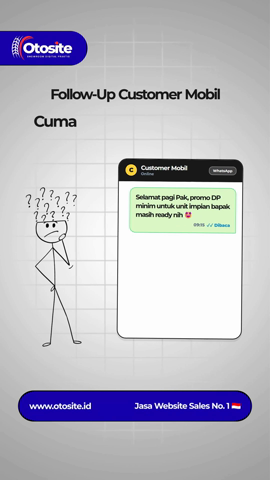 Otosite
Follow-Up Customer Mobil
Cuma
C
Customer Mobil
Online
WhatsApp
Selamat pagi Pak, promo DP
minim untuk unit impian bapak
masih ready nih
09:15 ✓✓ Dibaca
? ? ? ? ? ? ? ? ? ?
www.otosite.id
Jasa Website Sales No. 1